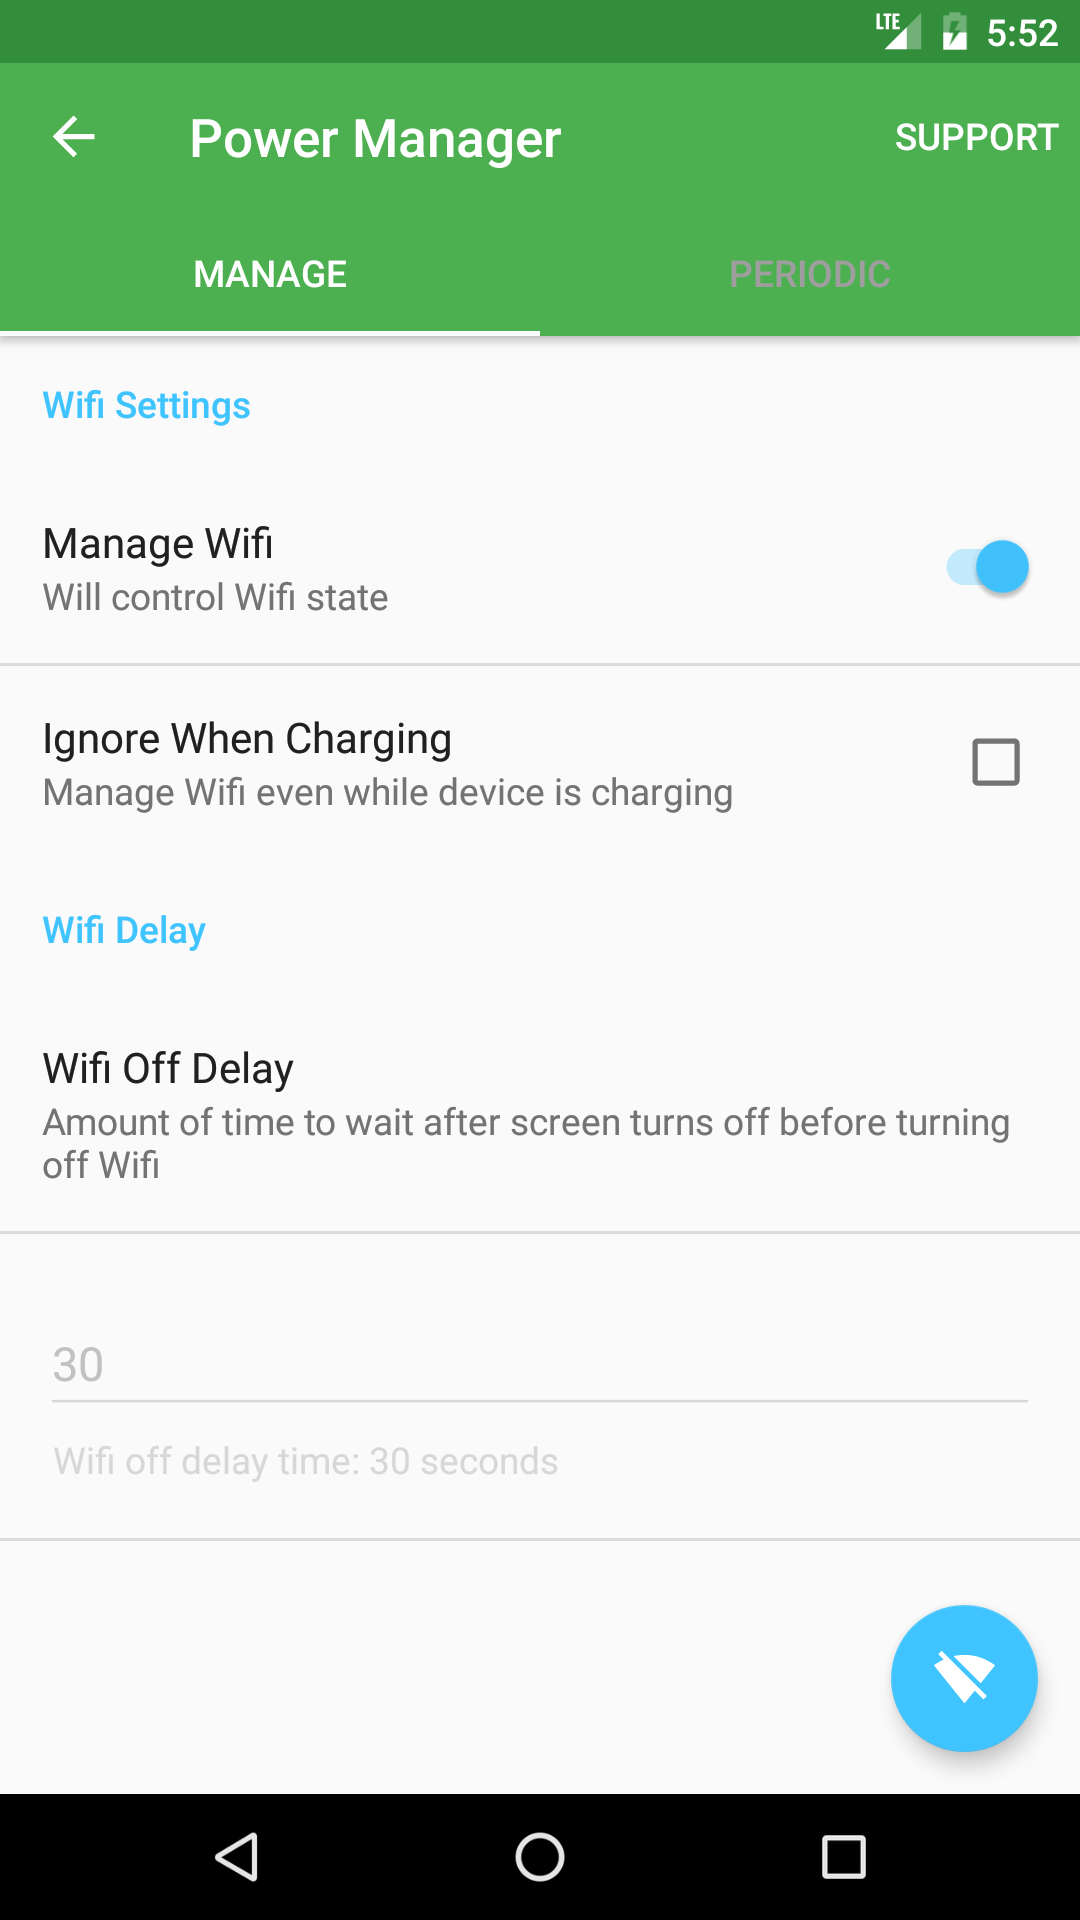 LTE 5:52
Power Manager SUPPORT
MANAGE PERIODIC
Wifi Settings
Manage Wifi
Will control Wifi state
Ignore When Charging
Manage Wifi even while device is charging
Wifi Delay
Wifi Off Delay
Amount of time to wait after screen turns off before turning
off Wifi
30
Wifi off delay time: 30 seconds